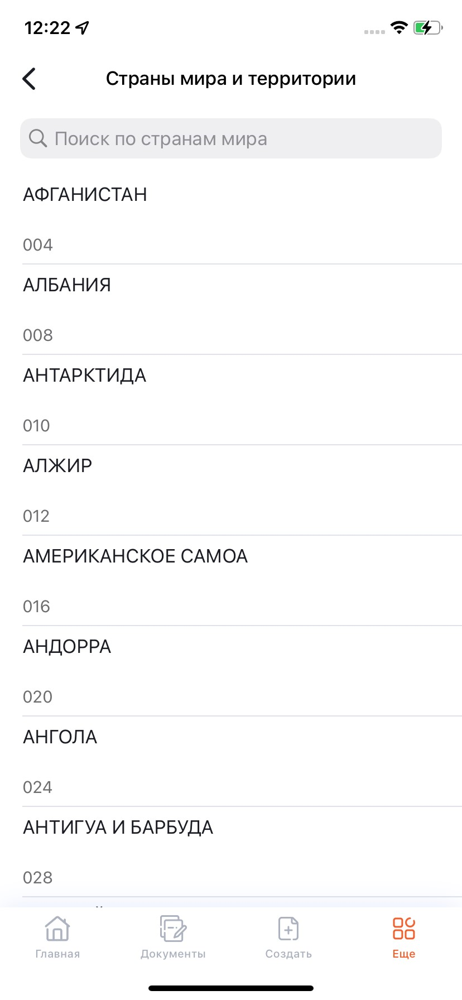 12:22
Страны мира и территории
Поиск по странам мира
АФГАНИСТАН
004
АЛБАНИЯ
008
АНТАРКТИДА
010
АЛЖИР
012
АМЕРИКАНСКОЕ САМОА
016
АНДОРРА
020
АНГОЛА
024
АНТИГУА И БАРБУДА
028
Главная
Документы
Создать
Еще